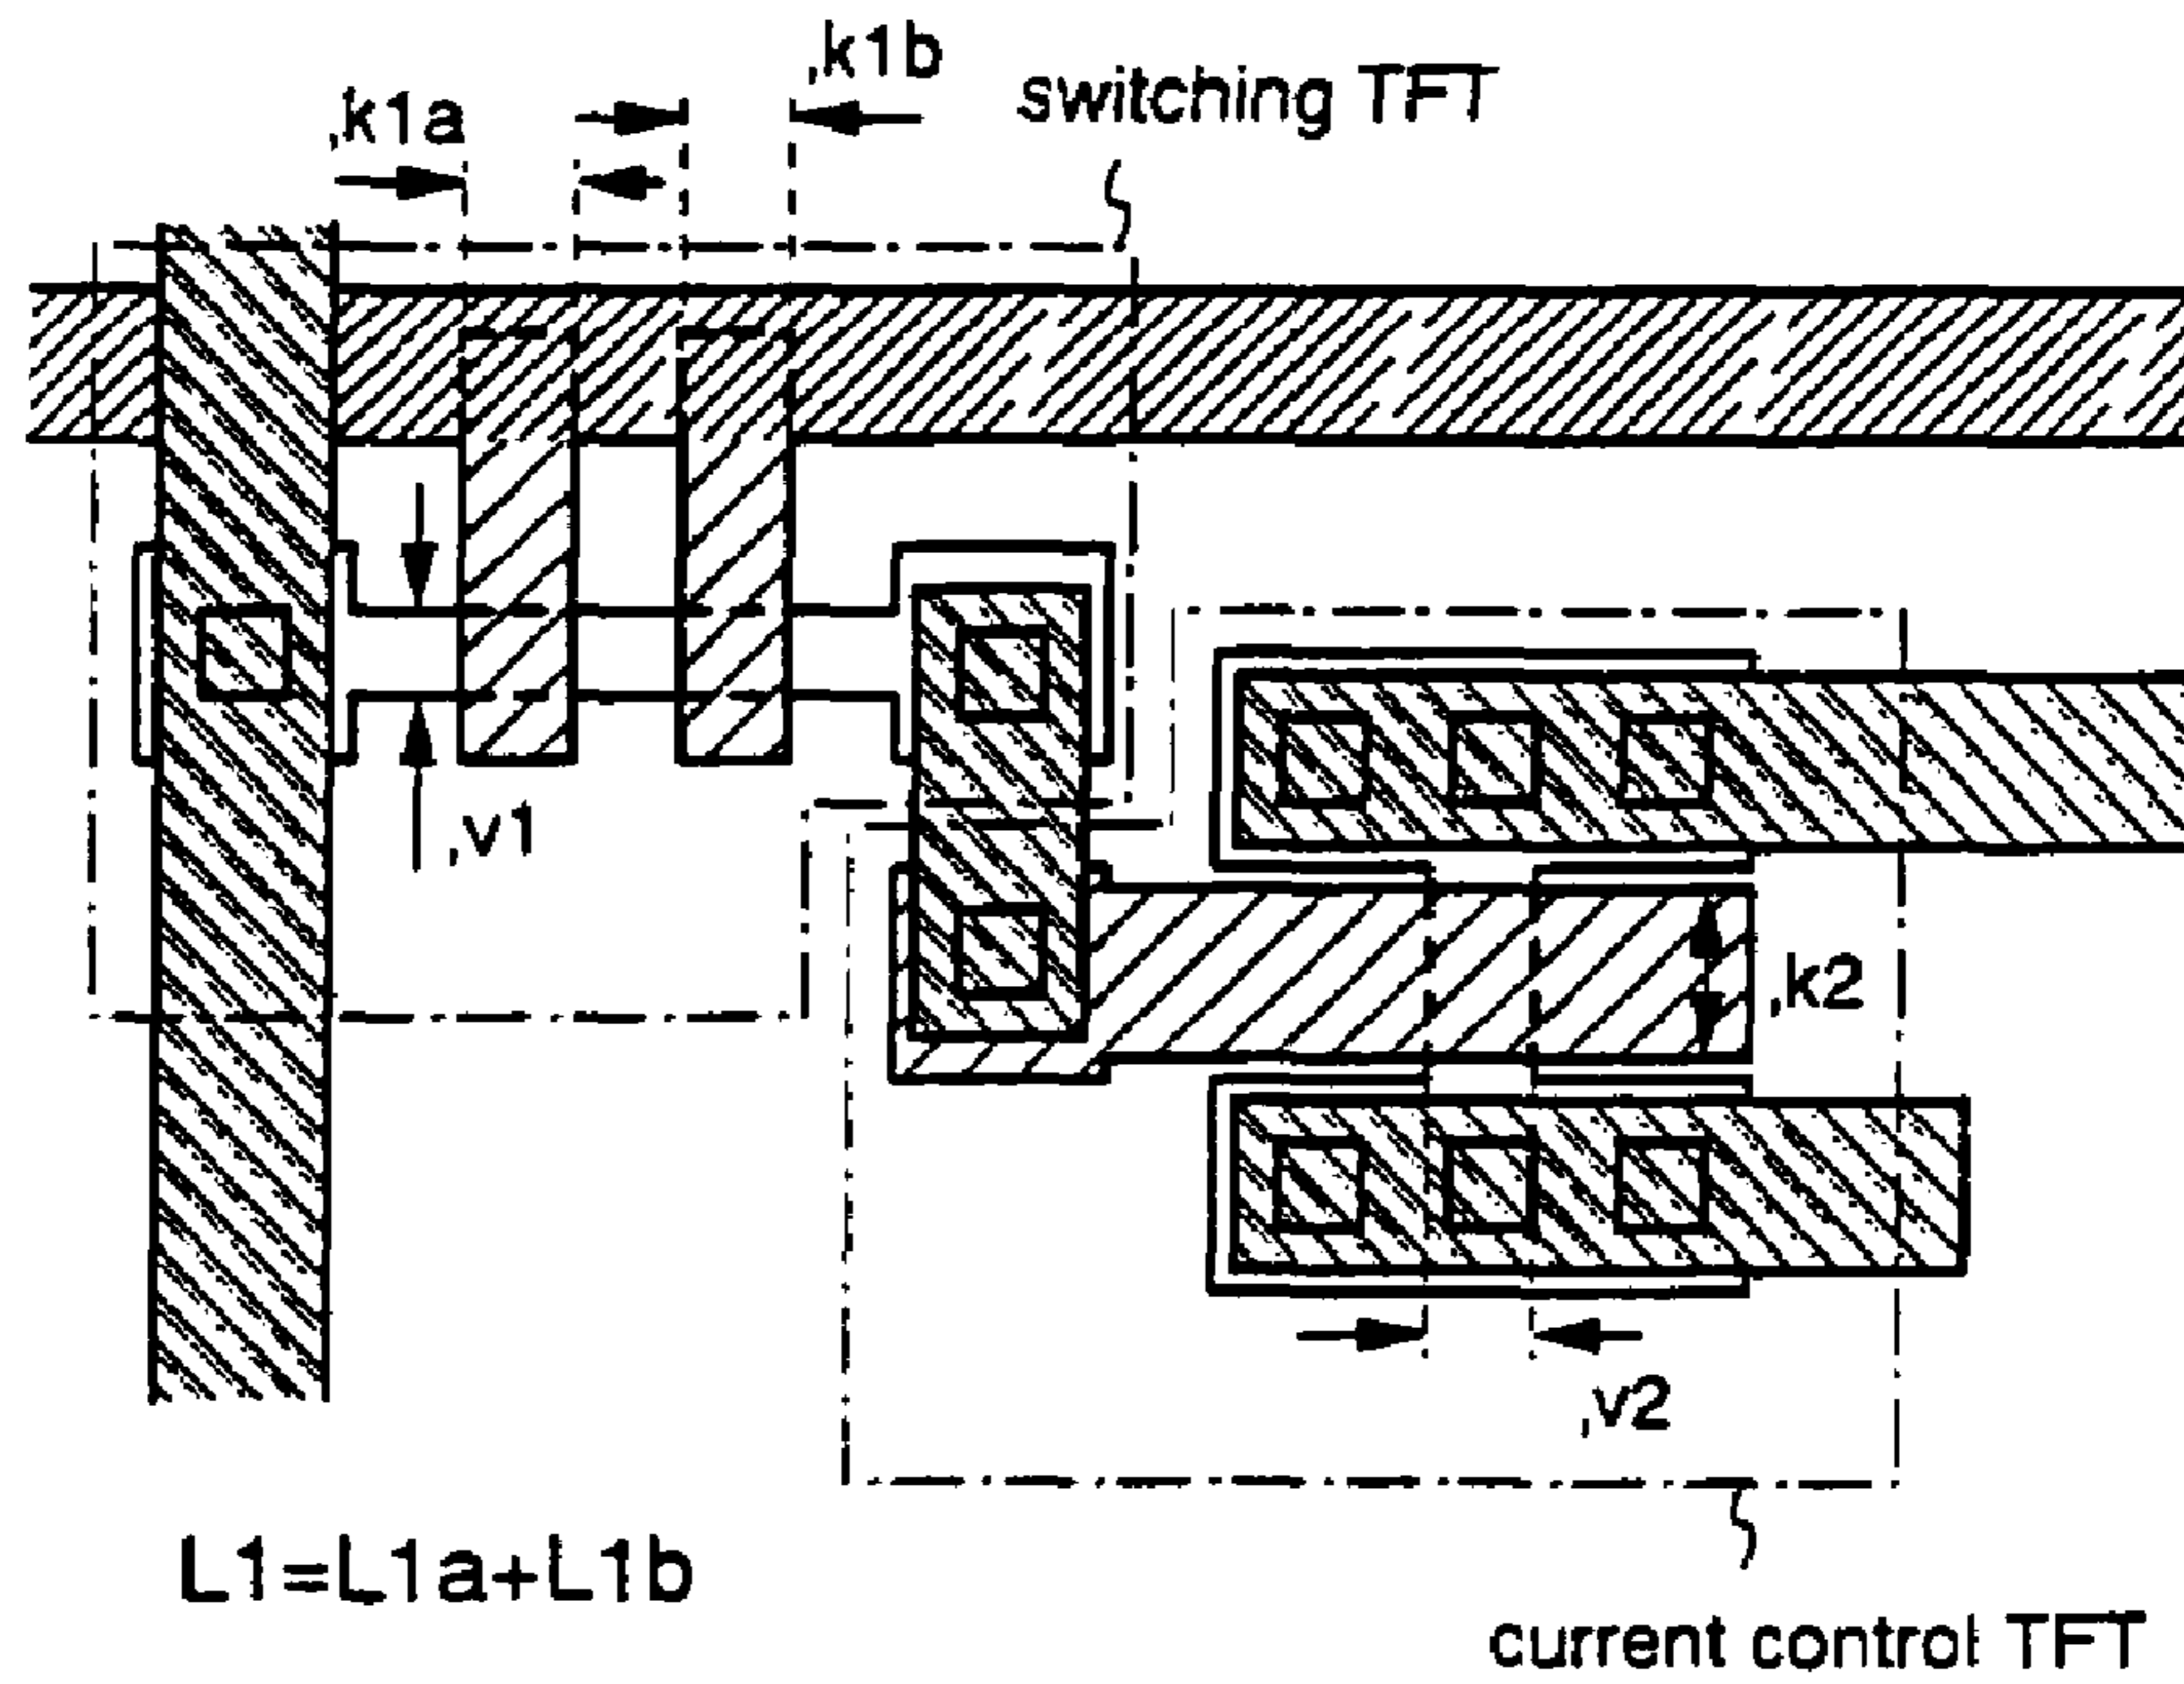 ,k1b
switching TFT
,k1a
,v1
,k2
,v2
L1=L1a+L1b
current control TFT